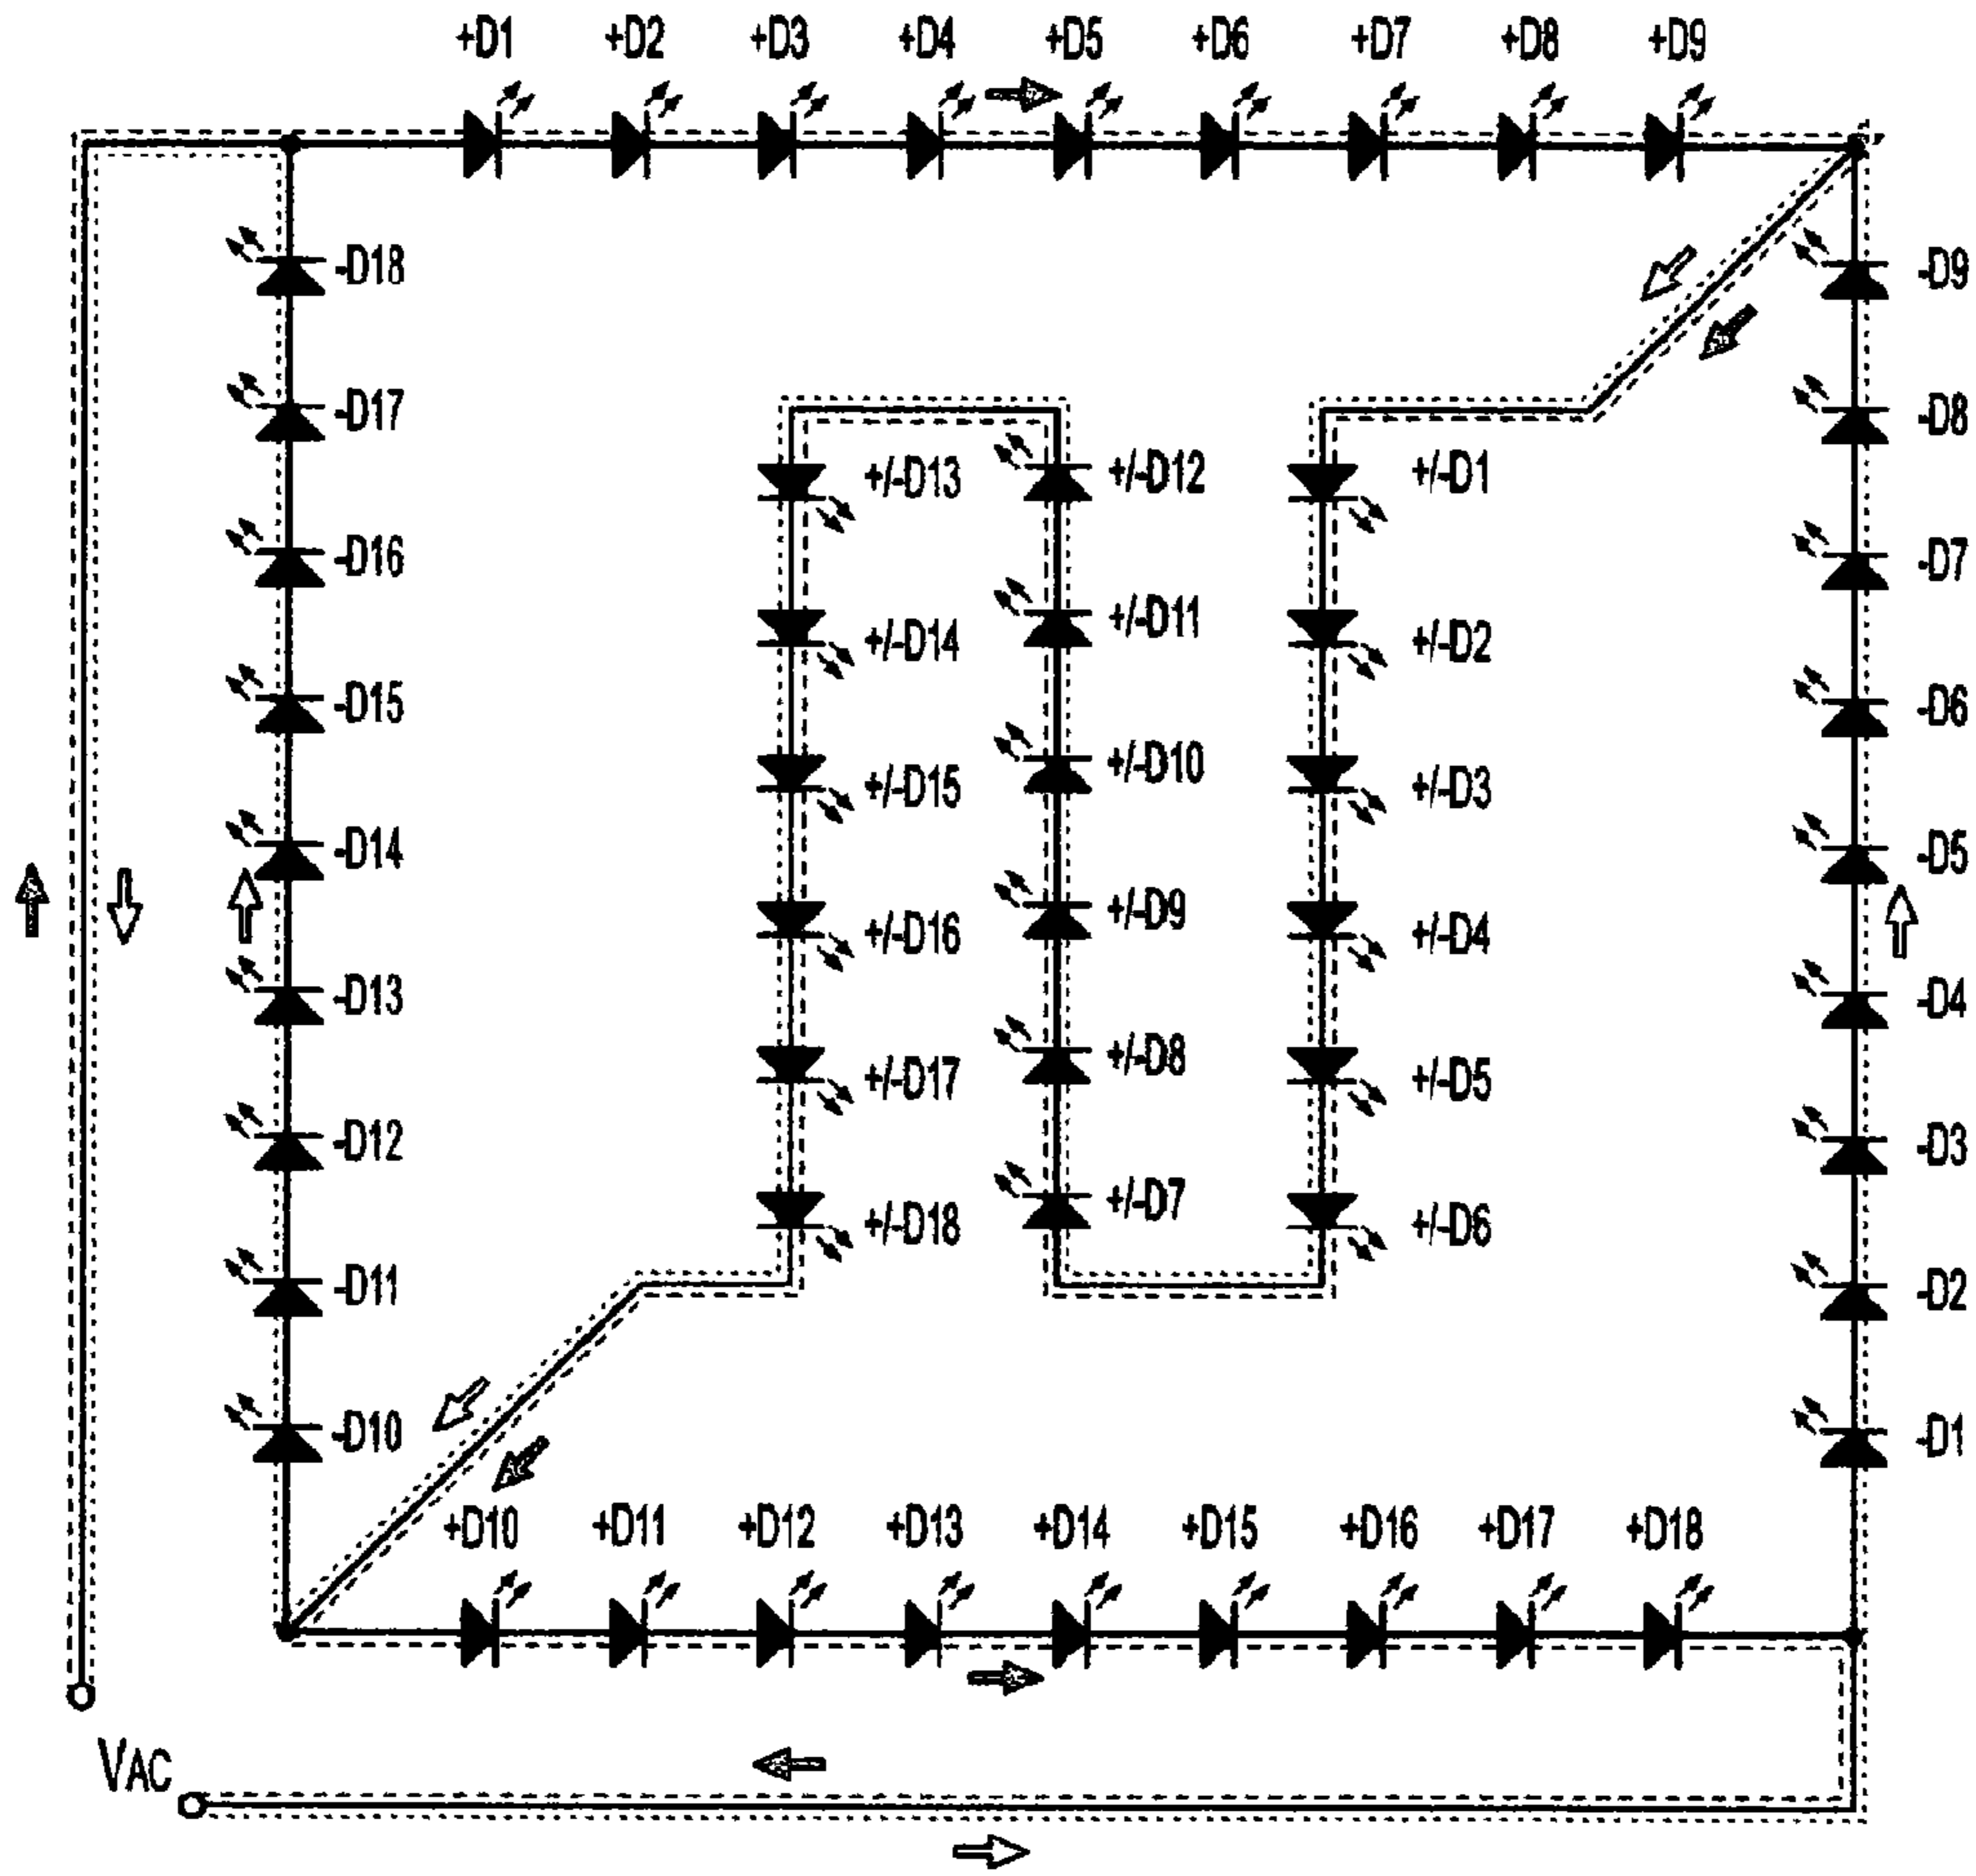 +D1 +D2 +D3 +D4 +D5 +D6 +D7 +D8 +D9
-D18 -D9
-D17 -D8
+/-D13 +/-D12 +/-D1
-D16 -D7
+/-D14 +/-D11 +/-D2
-D15 -D6
+/-D15 +/-D10 +/-D3
-D14 -D5
+/-D16 +/-D9 +/-D4
-D13 -D4
+/-D17 +/-D8 +/-D5
-D12 -D3
+/-D18 +/-D7 +/-D6
-D11 -D2
-D10 -D1
+D10 +D11 +D12 +D13 +D14 +D15 +D16 +D17 +D18
VAC